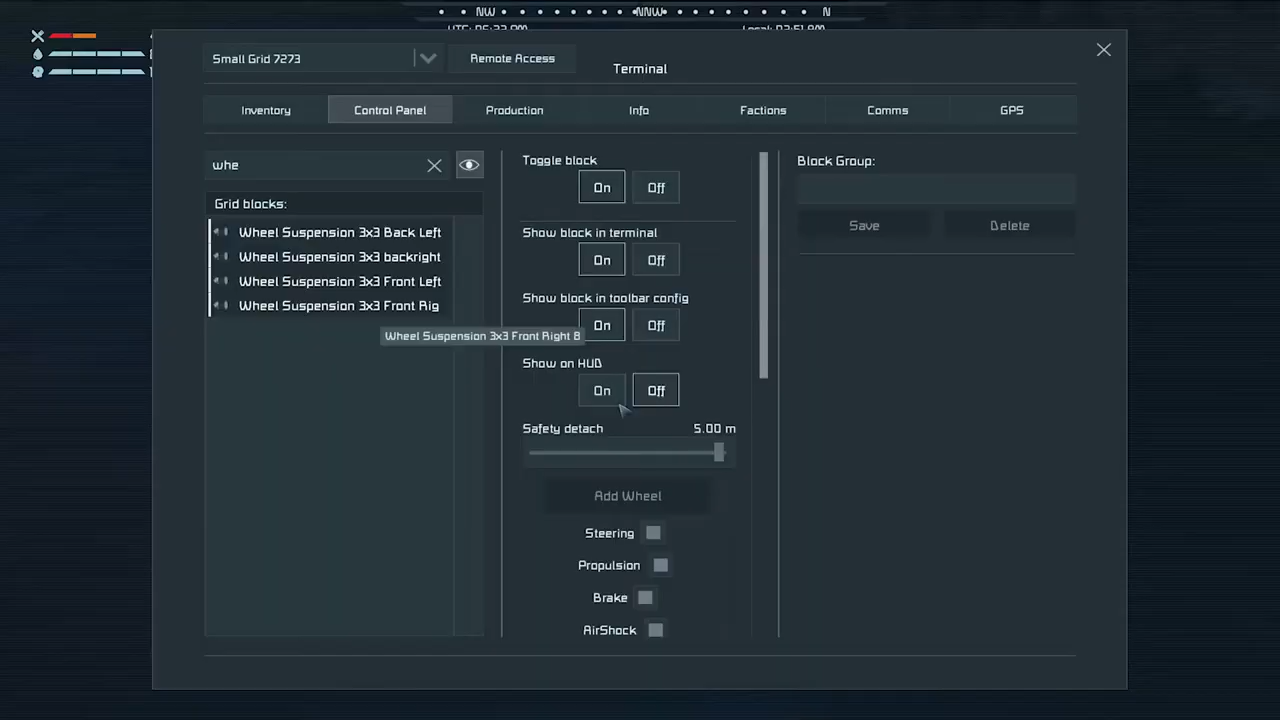 NW NNW N
Small Grid 7273
Remote Access
Terminal
Inventory
Control Panel
Production
Info
Factions
Comms
GPS
whe
Grid blocks:
Wheel Suspension 3x3 Back Left
Wheel Suspension 3x3 backright
Wheel Suspension 3x3 Front Left
Wheel Suspension 3x3 Front Rig
Wheel Suspension 3x3 Front Right 8
Toggle block
On Off
Show block in terminal
On Off
Show block in toolbar config
On Off
Show on HUD
On Off
Safety detach 5.00 m
Add Wheel
Steering
Propulsion
Brake
AirShock
Block Group:
Save Delete